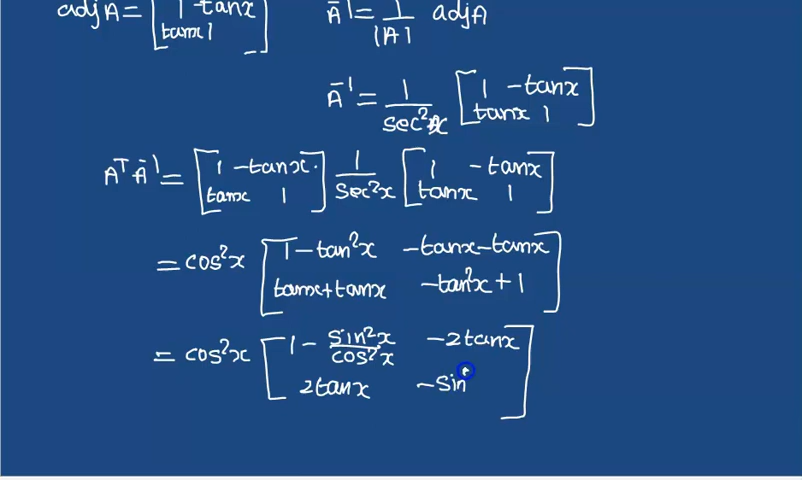 adjA = [1 -tanx  A⁻¹ = 1/|A| adjA
tanx 1]
A⁻¹ = 1/sec²x [1 -tanx
tanx 1]
Aᵀ A⁻¹ = [1 -tanx  1/sec²x [1 -tanx
tanx 1]  tanx 1]
= cos²x [1-tan²x  -tanx-tanx
tanx+tanx  -tan²x+1]
= cos²x [1 - sin²x/cos²x  -2tanx
2tanx  -sin]